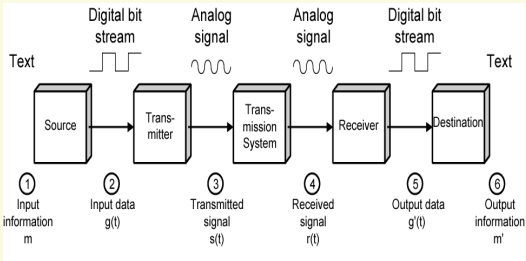 Digital bit
stream
Analog
signal
Analog
signal
Digital bit
stream
Text
Text
Source
Trans-
mitter
Trans-
mission
System
Receiver
Destination
1
Input
information
m
2
Input data
g(t)
3
Transmitted
signal
s(t)
4
Received
signal
r(t)
5
Output data
g'(t)
6
Output
information
m'